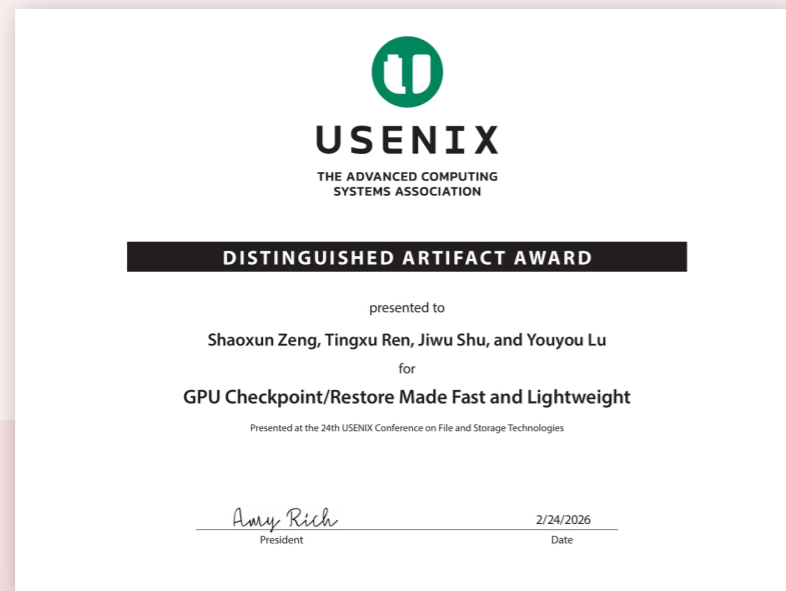 USENIX
THE ADVANCED COMPUTING
SYSTEMS ASSOCIATION
DISTINGUISHED ARTIFACT AWARD
presented to
Shaoxun Zeng, Tingxu Ren, Jiwu Shu, and Youyou Lu
for
GPU Checkpoint/Restore Made Fast and Lightweight
Presented at the 24th USENIX Conference on File and Storage Technologies
Amy Rich 2/24/2026
President Date